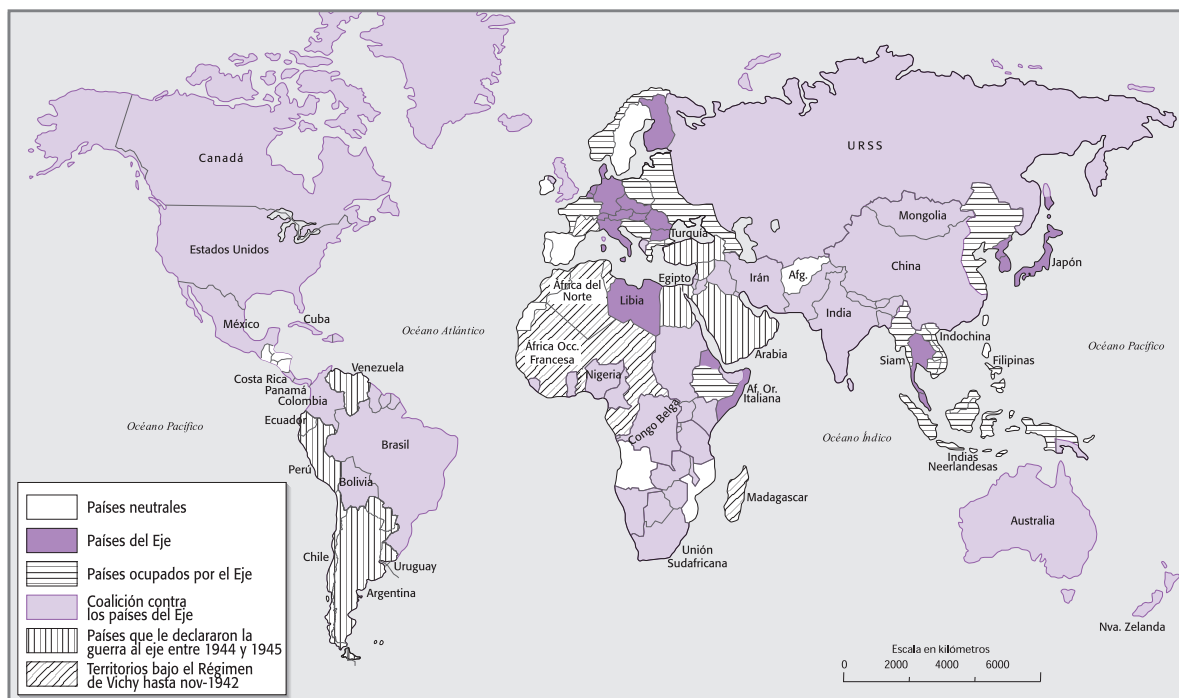 Canadá
URSS
Estados Unidos
Mongolia
Turquía
China
Japón
África del
Norte
Egipto
Irán
Afg.
Libia
México
Cuba
Océano Atlántico
India
Indochina
Océano Pacífico
África Occ.
Francesa
Arabia
Siam
Filipinas
Venezuela
Nigeria
Costa Rica
Panamá
Colombia
Af. Or.
Italiana
Ecuador
Congo Belga
Océano Pacífico
Brasil
Océano Índico
Indias
Neerlandesas
Perú
Bolivia
Madagascar
Australia
Chile
Uruguay
Unión
Sudafricana
Argentina
Nva. Zelanda
Países neutrales
Países del Eje
Países ocupados por el Eje
Coalición contra
los países del Eje
Países que le declararon la
guerra al eje entre 1944 y 1945
Territorios bajo el Régimen
de Vichy hasta nov-1942
Escala en kilómetros
0 2000 4000 6000